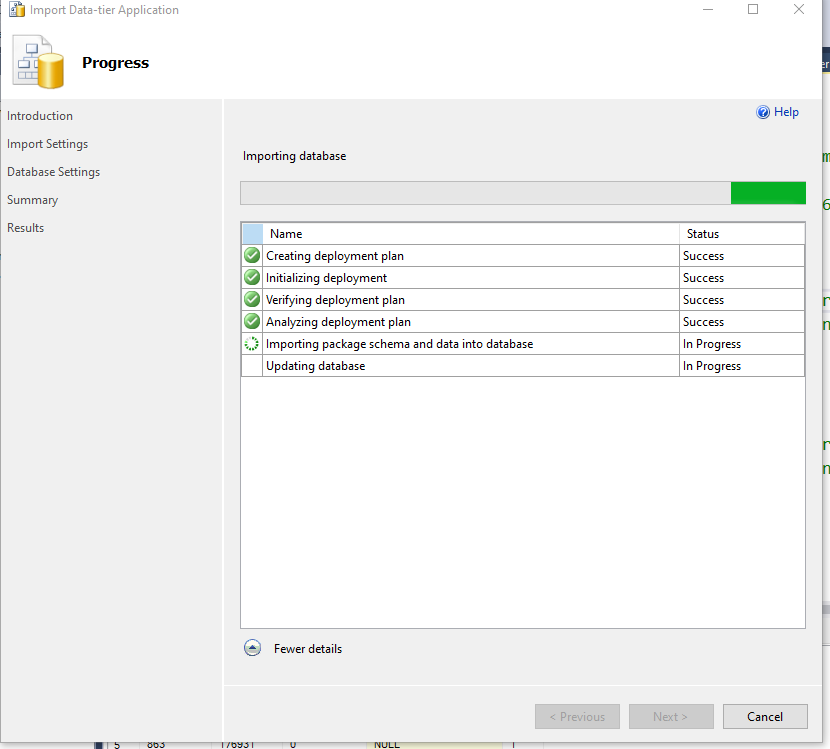 Import Data-tier Application
Progress
Introduction
Import Settings
Database Settings
Summary
Results
Help
Importing database
Name Status
Creating deployment plan Success
Initializing deployment Success
Verifying deployment plan Success
Analyzing deployment plan Success
Importing package schema and data into database In Progress
Updating database In Progress
Fewer details
< Previous Next > Cancel
5 863 176931 0 NULL 1